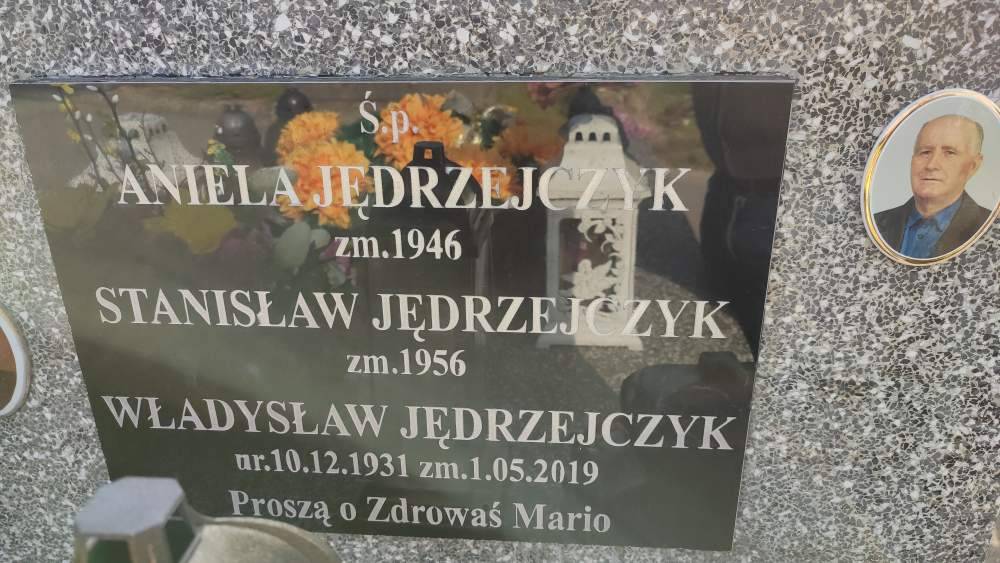 Ś.p.
ANIELA JĘDRZEJCZYK
zm.1946
STANISŁAW JĘDRZEJCZYK
zm.1956
WŁADYSŁAW JĘDRZEJCZYK
ur.10.12.1931 zm.1.05.2019
Proszą o Zdrowaś Mario